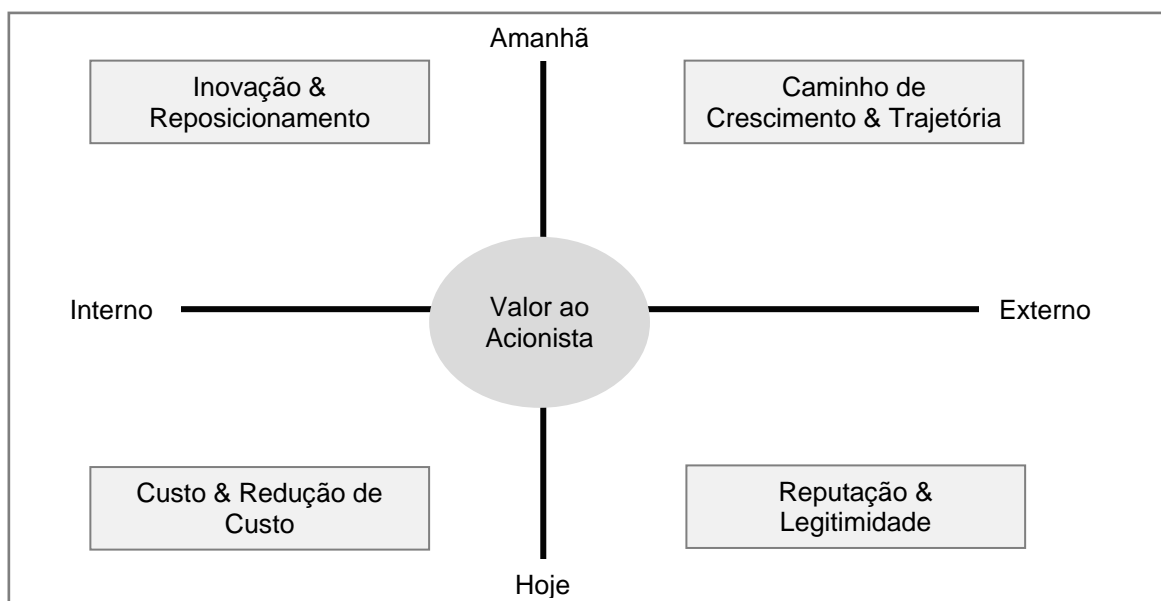 Amanhã
Inovação &
Reposicionamento
Caminho de
Crescimento & Trajetória
Interno
Valor ao
Acionista
Externo
Custo & Redução de
Custo
Reputação &
Legitimidade
Hoje